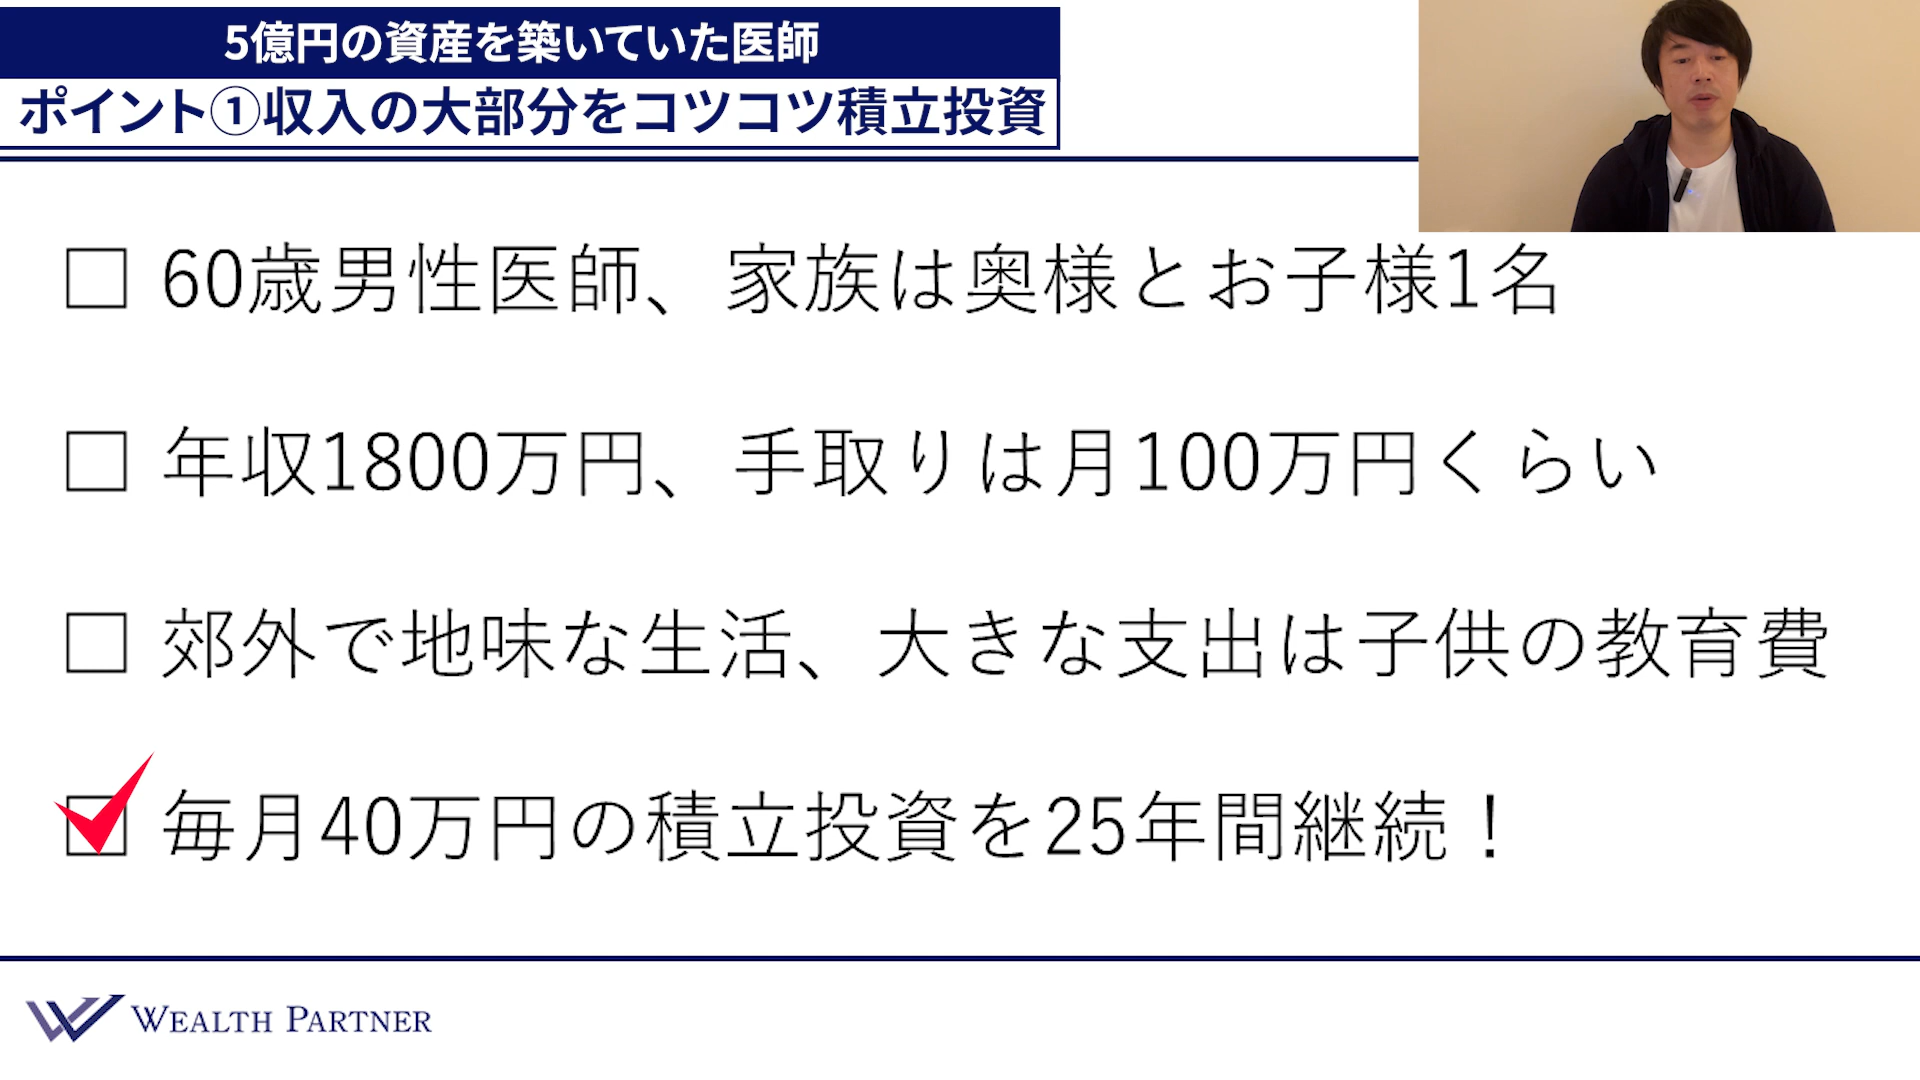 5億円の資産を築いていた医師
ポイント①収入の大部分をコツコツ積立投資
60歳男性医師、家族は奥様とお子様1名
年収1800万円、手取りは月100万円くらい
郊外で地味な生活、大きな支出は子供の教育費
毎月40万円の積立投資を25年間継続！
WEALTH PARTNER